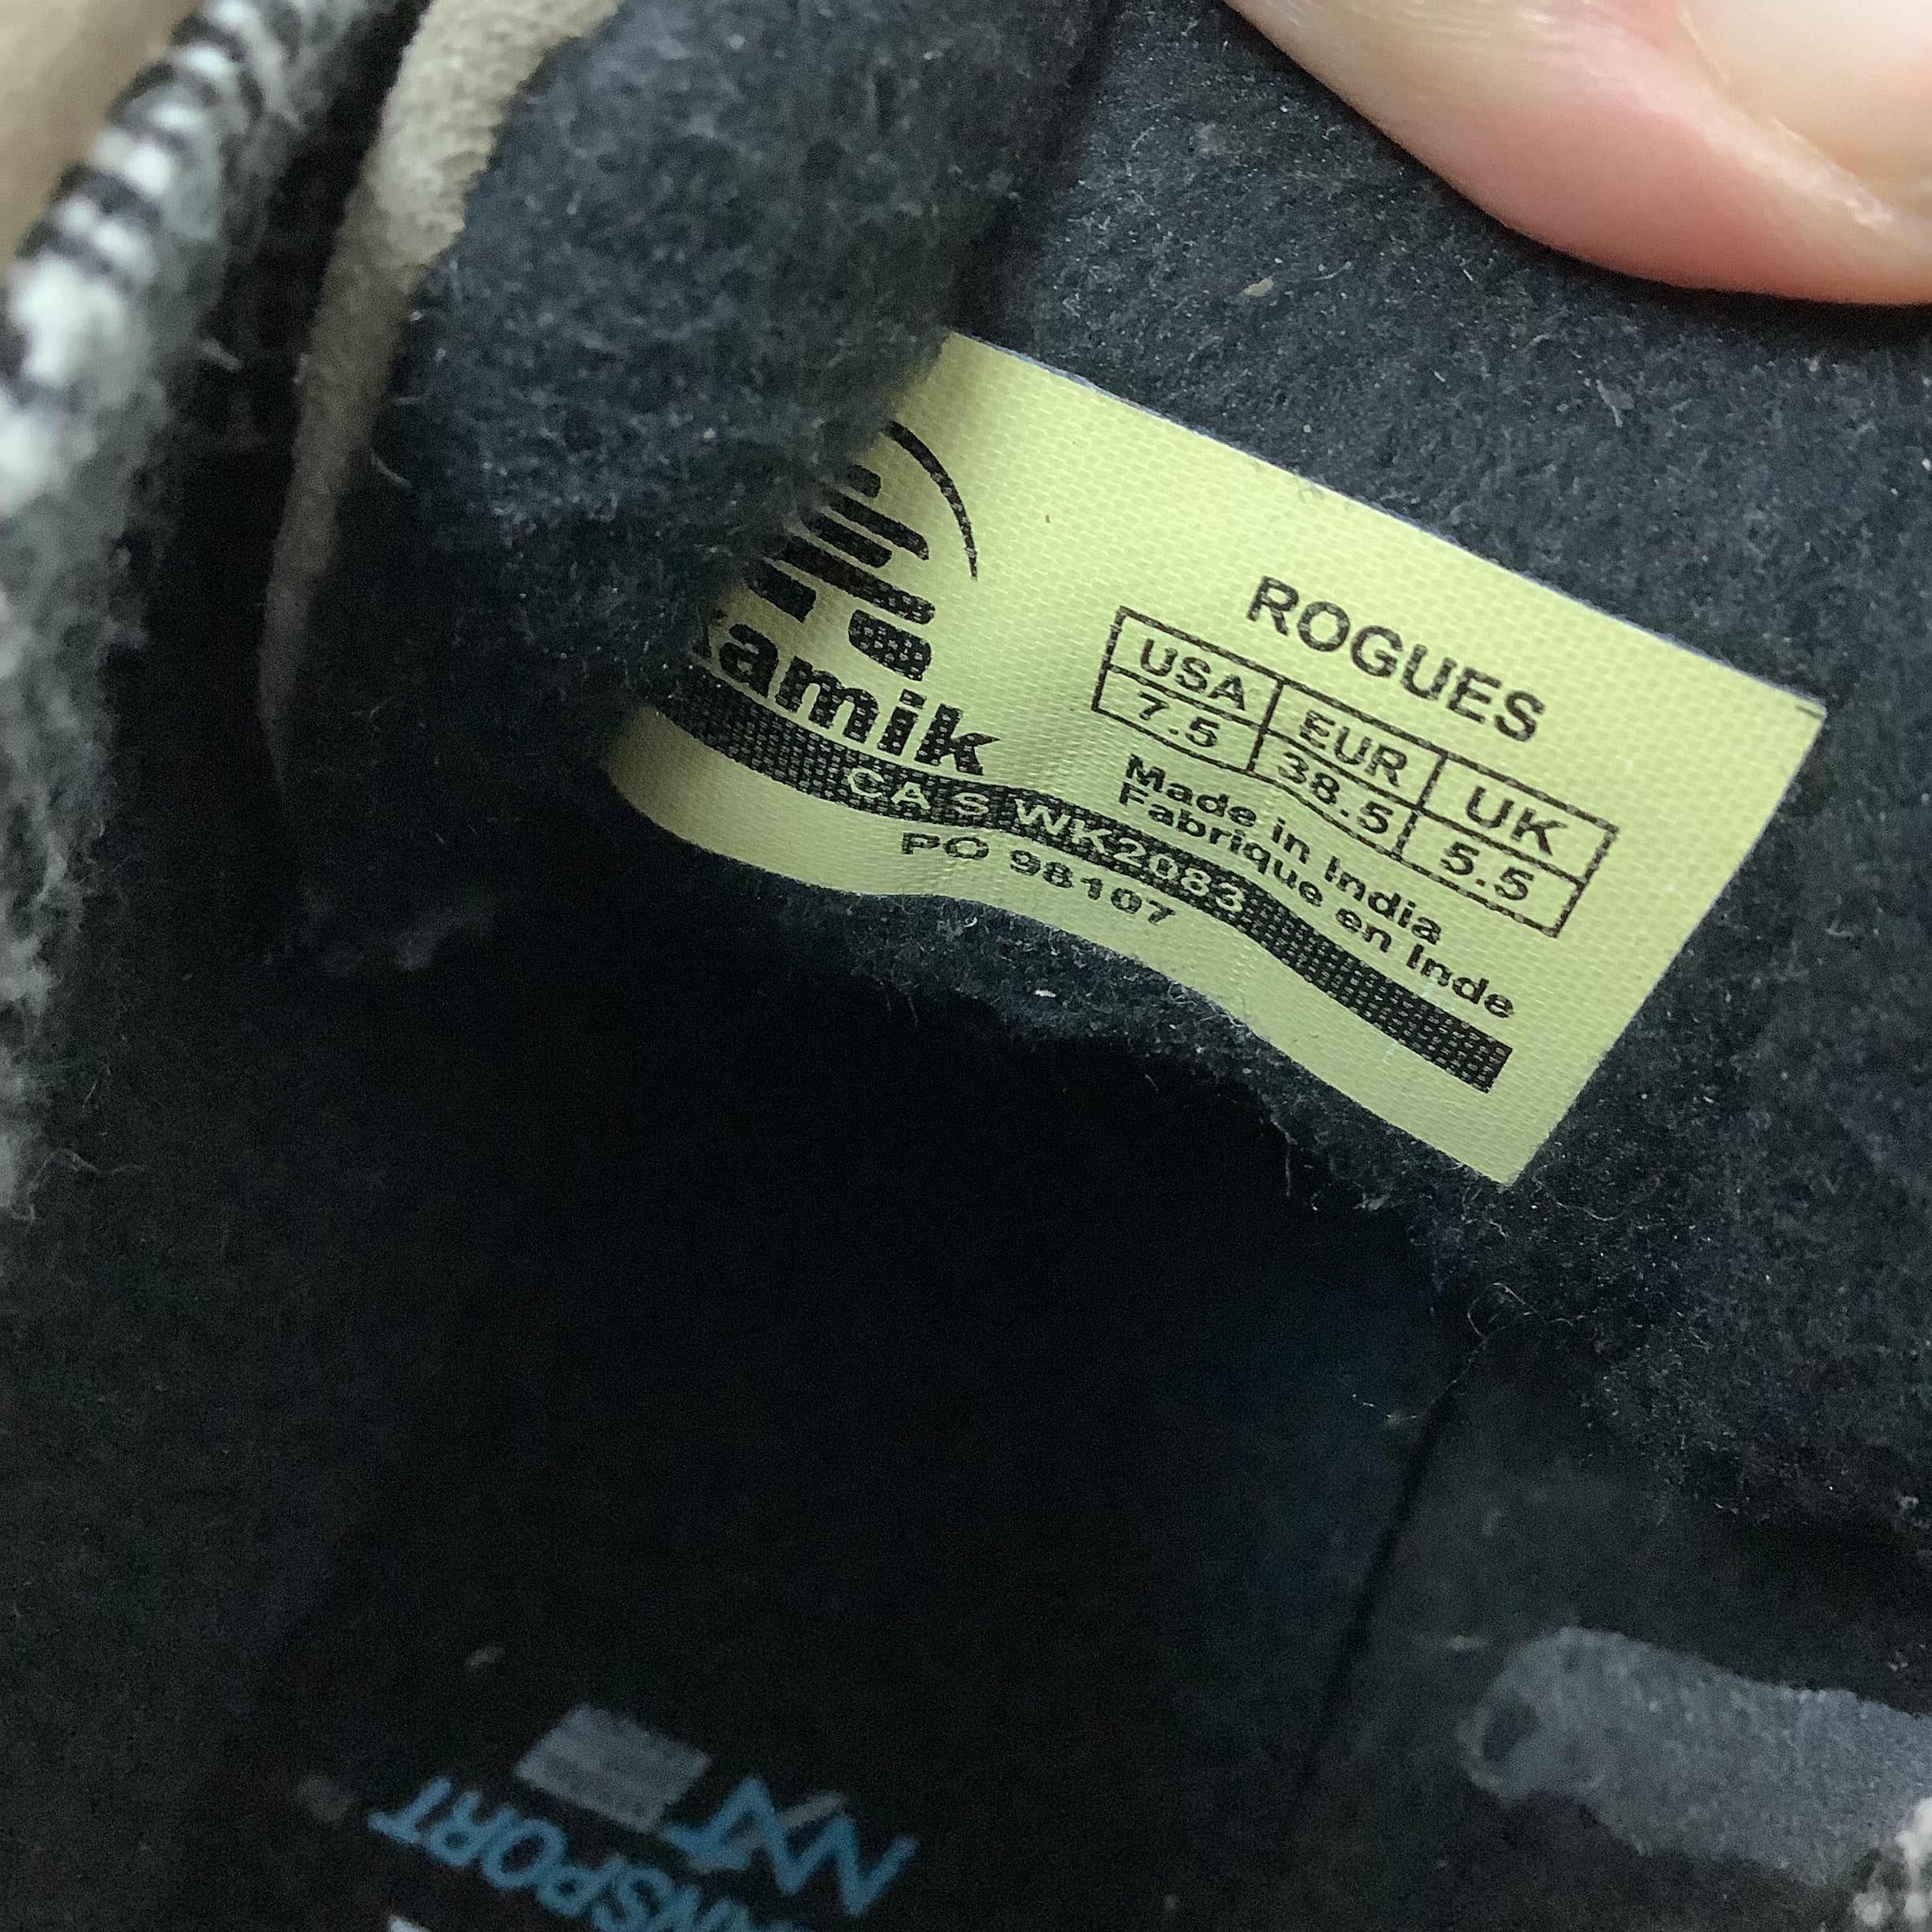 kamik
ROGUES
USA EUR UK
7.5 38.5 5.5
Made in India
Fabrique en Inde
CA S WK2083
PO 98107
NXT